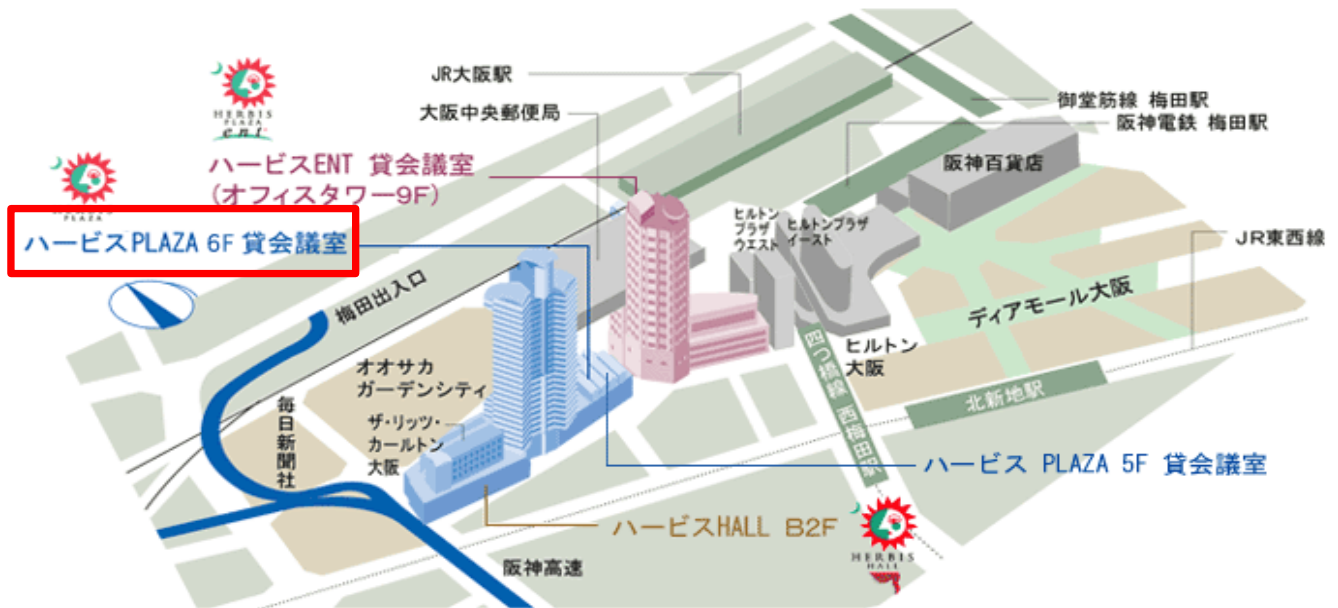 JR大阪駅
大阪中央郵便局
御堂筋線 梅田駅
阪神電鉄 梅田駅
阪神百貨店
HERBIS
PLAZA
ent
ハービスENT 貸会議室
(オフィスタワー9F)
PLAZA
ハービスPLAZA 6F 貸会議室
ヒルトン
プラザ
ウエスト
ヒルトンプラザ
イースト
JR東西線
梅田出入口
ディアモール大阪
オオサカ
ガーデンシティ
ヒルトン
大阪
四つ橋線 西梅田駅
北新地駅
毎日新聞社
ザ・リッツ・
カールトン
大阪
ハービス PLAZA 5F 貸会議室
ハービスHALL B2F
HERBIS
HALL
阪神高速